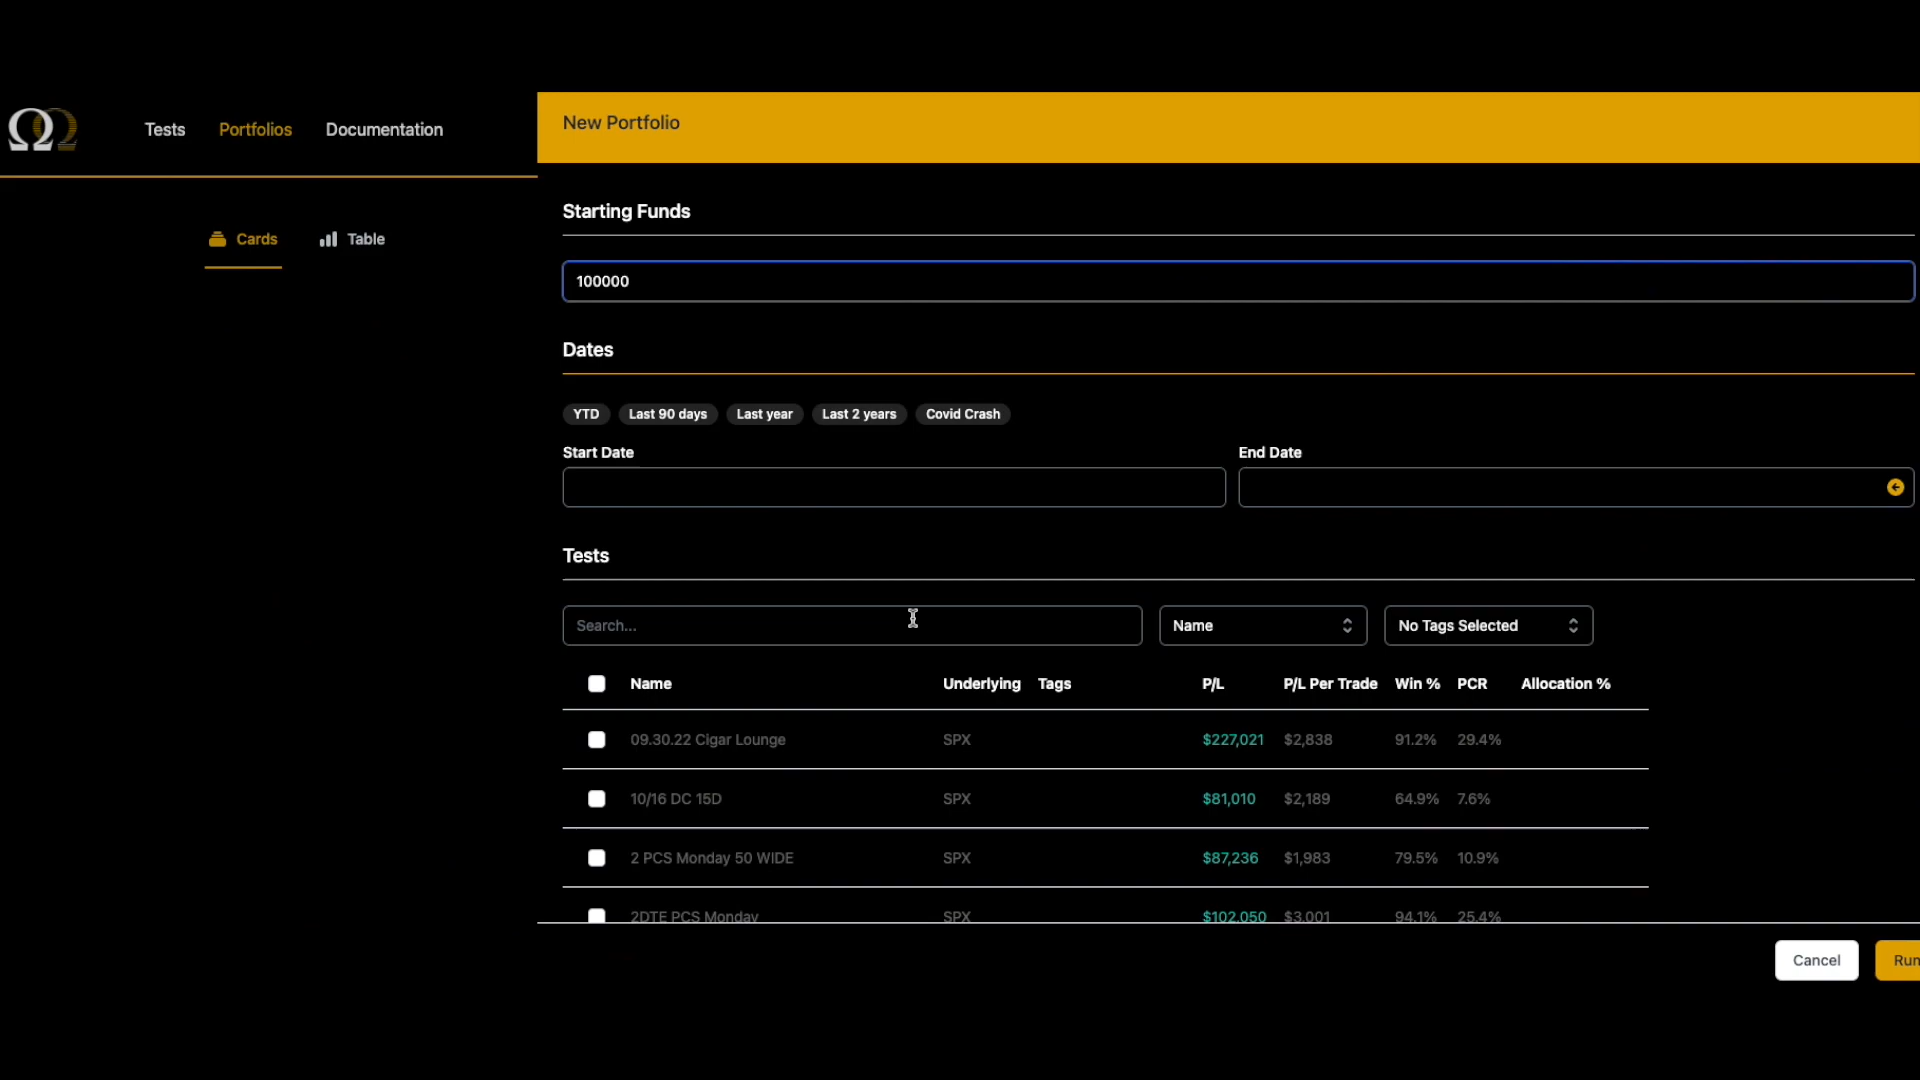 Tests Portfolios Documentation
Cards Table
New Portfolio
Starting Funds
100000
Dates
YTD Last 90 days Last year Last 2 years Covid Crash
Start Date End Date
Tests
Search... Name No Tags Selected
Name Underlying Tags P/L P/L Per Trade Win % PCR Allocation %
09.30.22 Cigar Lounge SPX $227,021 $2,838 91.2% 29.4%
10/16 DC 15D SPX $81,010 $2,189 64.9% 7.6%
2 PCS Monday 50 WIDE SPX $87,236 $1,983 79.5% 10.9%
2DTE PCS Monday SPX $102,050 $3,001 94.1% 25.4%
Cancel Run